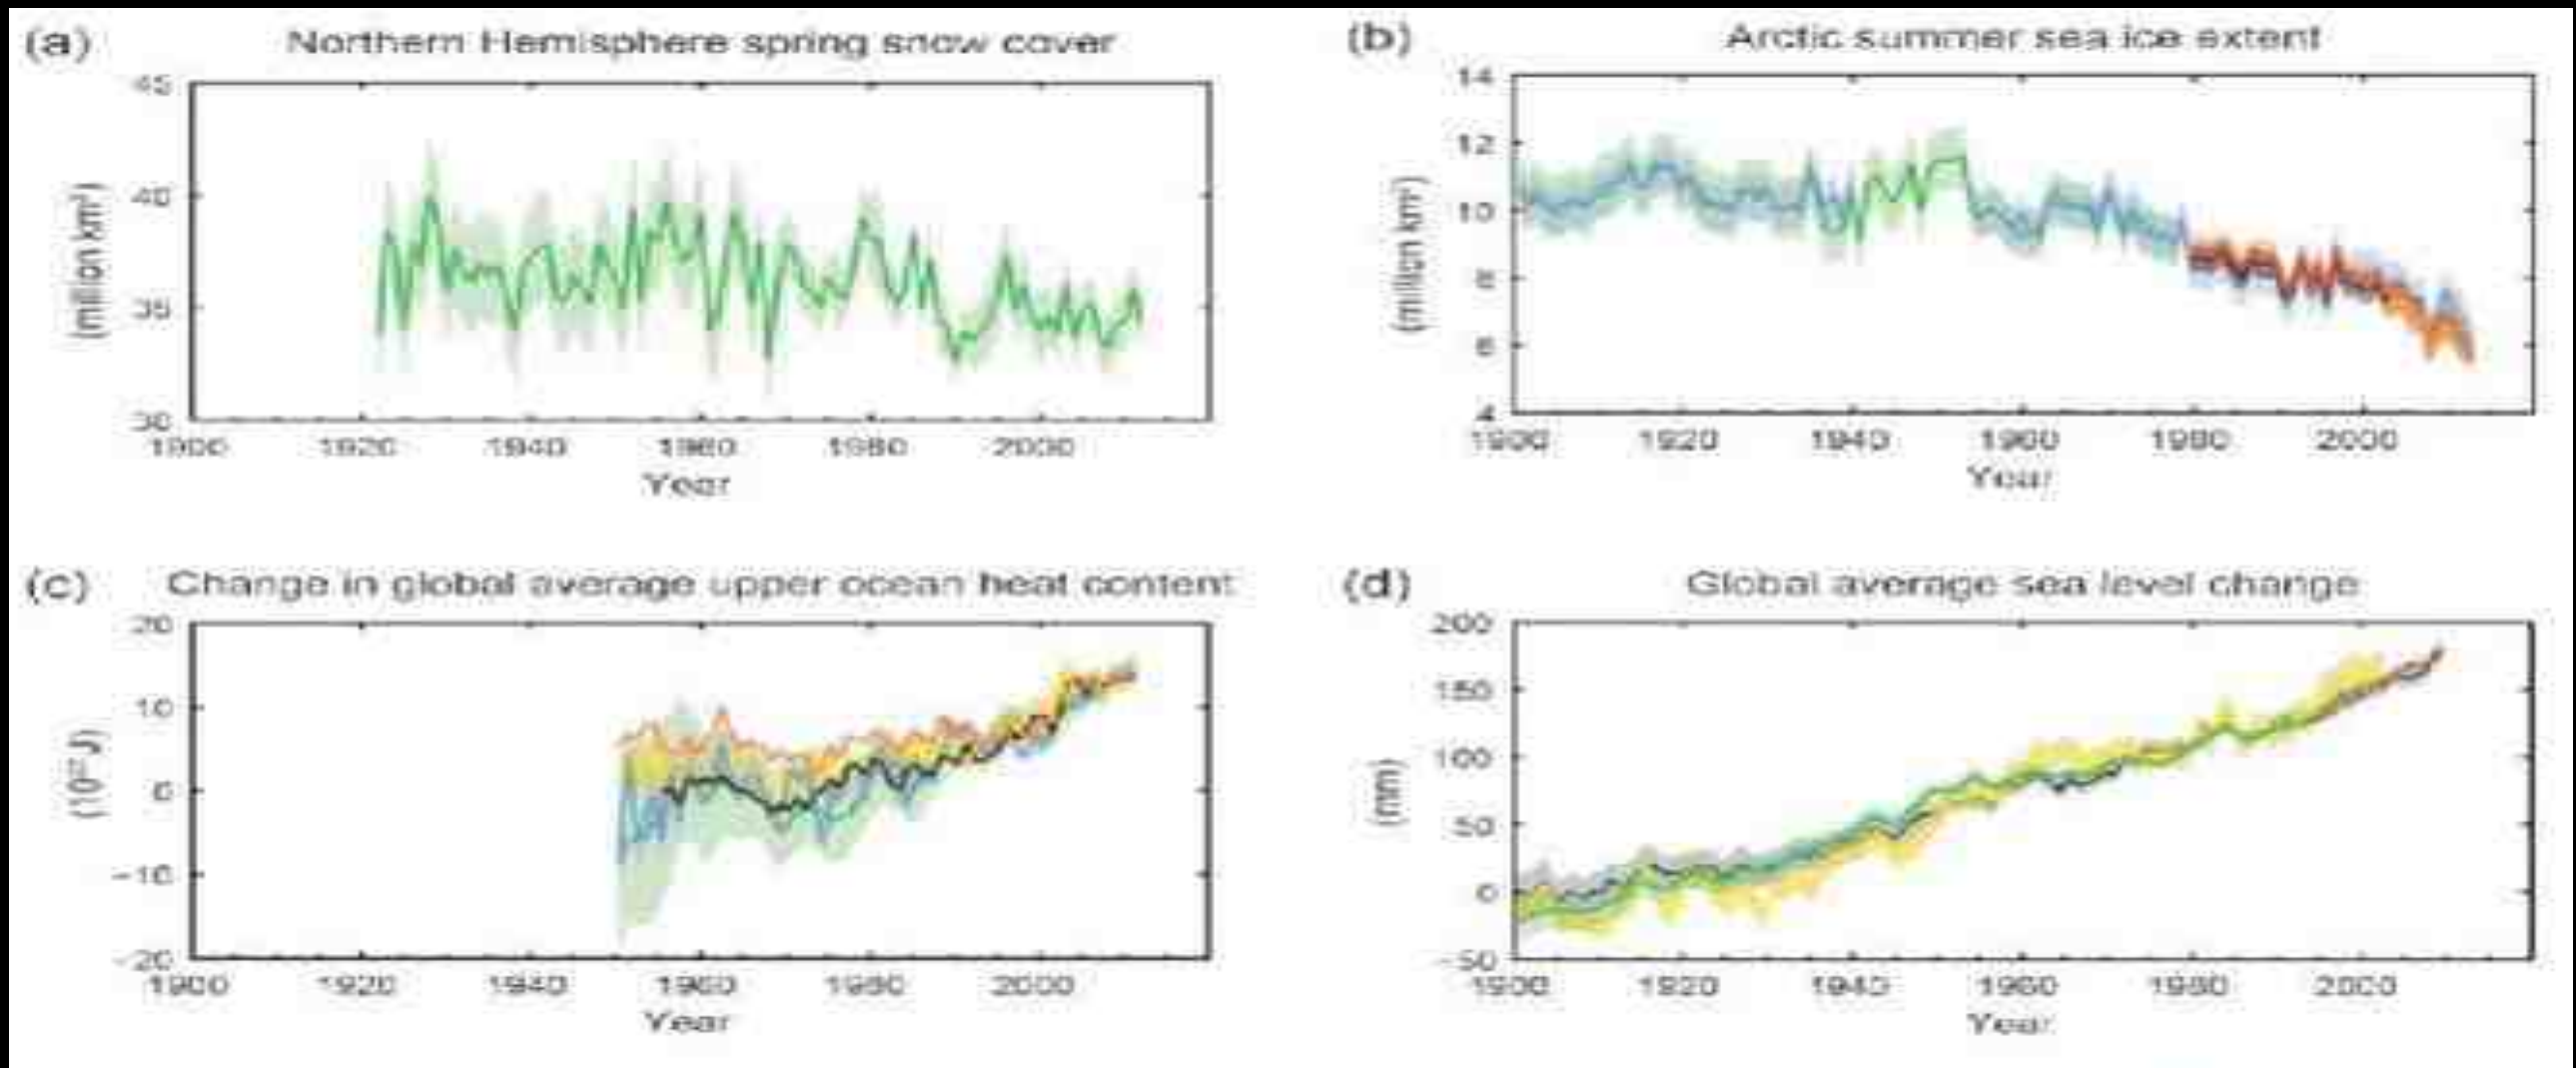 (a) Northern Hemisphere spring snow cover
45
40
35
30
(million km²)
1900 1920 1940 1960 1980 2000
Year
(b) Arctic summer sea ice extent
14
12
10
8
6
4
(million km²)
1900 1920 1940 1960 1980 2000
Year
(c) Change in global average upper ocean heat content
20
10
0
-10
-20
(10²² J)
1900 1920 1940 1960 1980 2000
Year
(d) Global average sea level change
200
150
100
50
0
-50
(mm)
1900 1920 1940 1960 1980 2000
Year